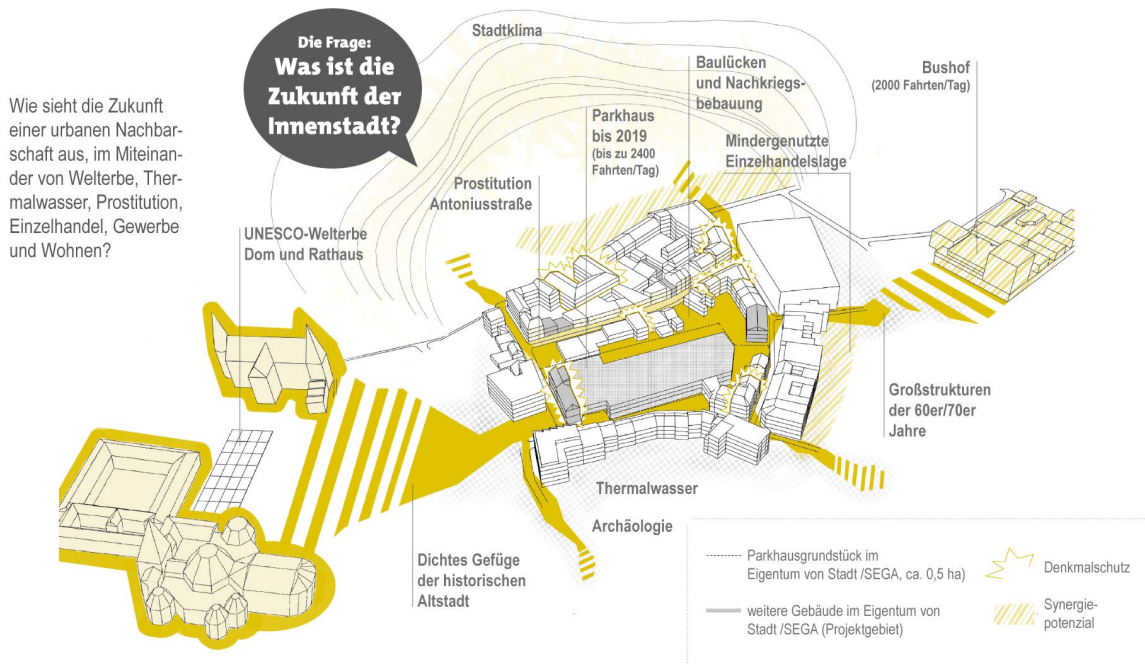 Die Frage:
Was ist die
Zukunft der
Innenstadt?
Wie sieht die Zukunft
einer urbanen Nachbar-
schaft aus, im Miteinan-
der von Welterbe, Ther-
malwasser, Prostitution,
Einzelhandel, Gewerbe
und Wohnen?
Stadtklima
Baulücken
und Nachkriegs-
bebauung
Bushof
(2000 Fahrten/Tag)
Parkhaus
bis 2019
(bis zu 2400
Fahrten/Tag)
Mindergenutzte
Einzelhandelslage
Prostitution
Antoniusstraße
UNESCO-Welterbe
Dom und Rathaus
Großstrukturen
der 60er/70er
Jahre
Thermalwasser
Archäologie
Dichtes Gefüge
der historischen
Altstadt
Parkhausgrundstück im
Eigentum von Stadt /SEGA, ca. 0,5 ha)
weitere Gebäude im Eigentum von
Stadt /SEGA (Projektgebiet)
Denkmalschutz
Synergie-
potenzial